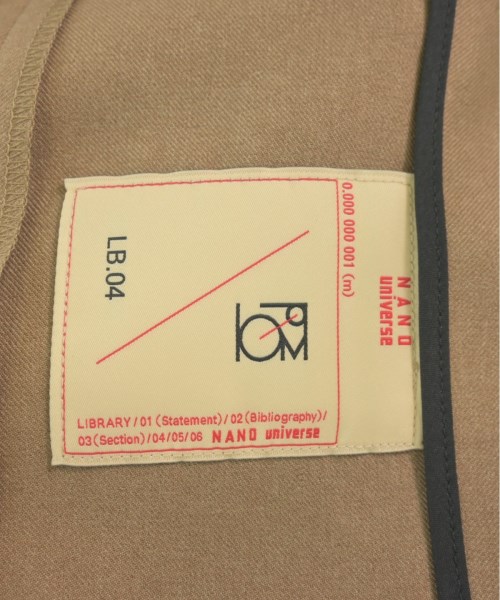 LB.04
LIBRARY/01 (Statement)/02(Bibliography)/
03(Section)/04/05/06 NANO universe
0.000 000 001 (m)
NANO
universe